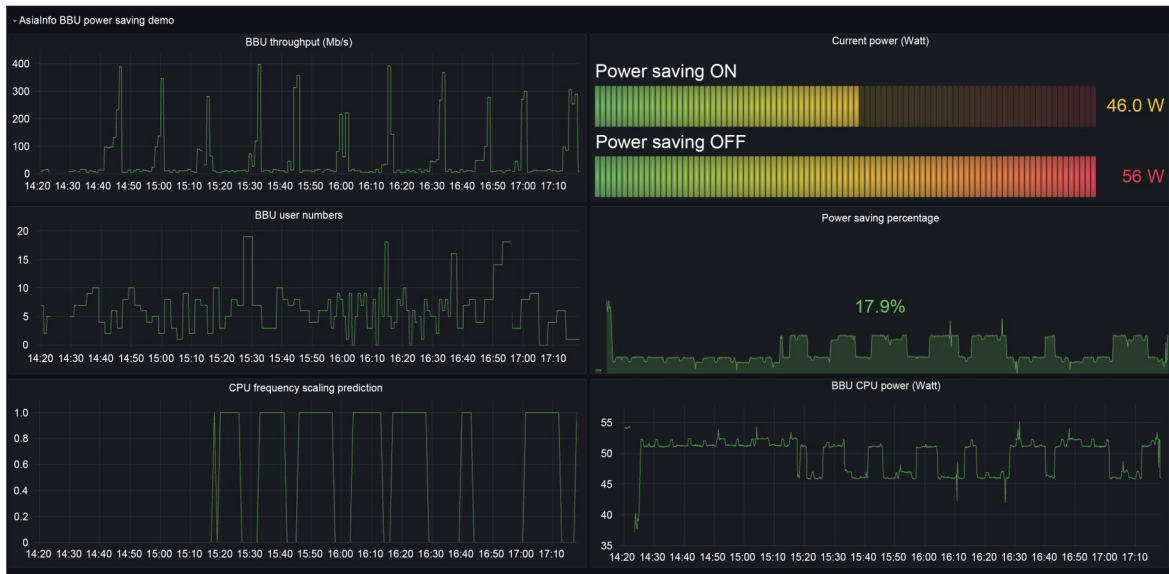 AsiaInfo BBU power saving demo
BBU throughput (Mb/s)
400
300
200
100
0
14:20 14:30 14:40 14:50 15:00 15:10 15:20 15:30 15:40 15:50 16:00 16:10 16:20 16:30 16:40 16:50 17:00 17:10
Current power (Watt)
Power saving ON
46.0 W
Power saving OFF
56 W
BBU user numbers
20
15
10
5
0
14:20 14:30 14:40 14:50 15:00 15:10 15:20 15:30 15:40 15:50 16:00 16:10 16:20 16:30 16:40 16:50 17:00 17:10
Power saving percentage
17.9%
CPU frequency scaling prediction
1.0
0.8
0.6
0.4
0.2
0
14:20 14:30 14:40 14:50 15:00 15:10 15:20 15:30 15:40 15:50 16:00 16:10 16:20 16:30 16:40 16:50 17:00 17:10
BBU CPU power (Watt)
55
50
45
40
35
14:20 14:30 14:40 14:50 15:00 15:10 15:20 15:30 15:40 15:50 16:00 16:10 16:20 16:30 16:40 16:50 17:00 17:10